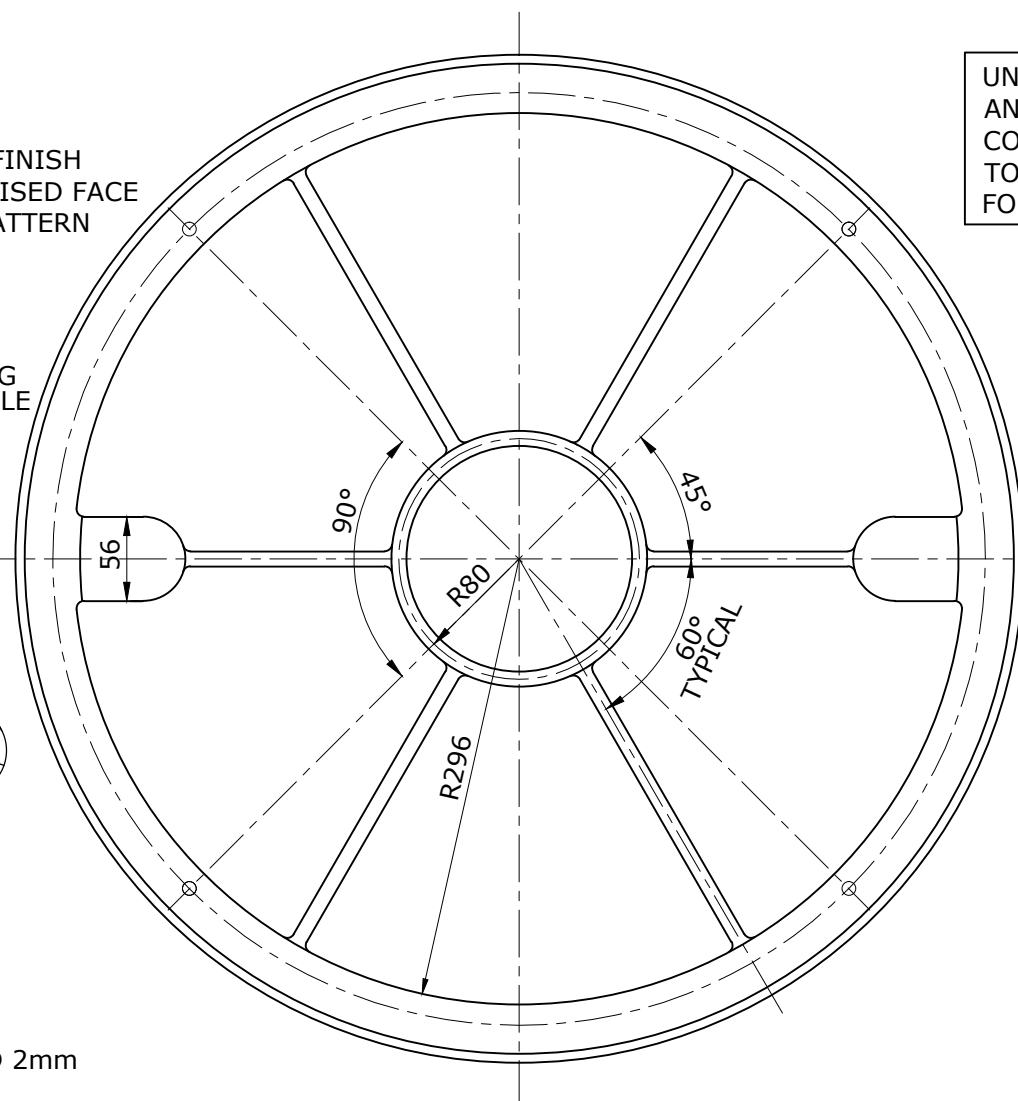 FINISH
ISED FACE
ATTERN
UN
AN
CO
TO
FO
G
LE
90°
45°
56
R80
60°
TYPICAL
R296
2mm